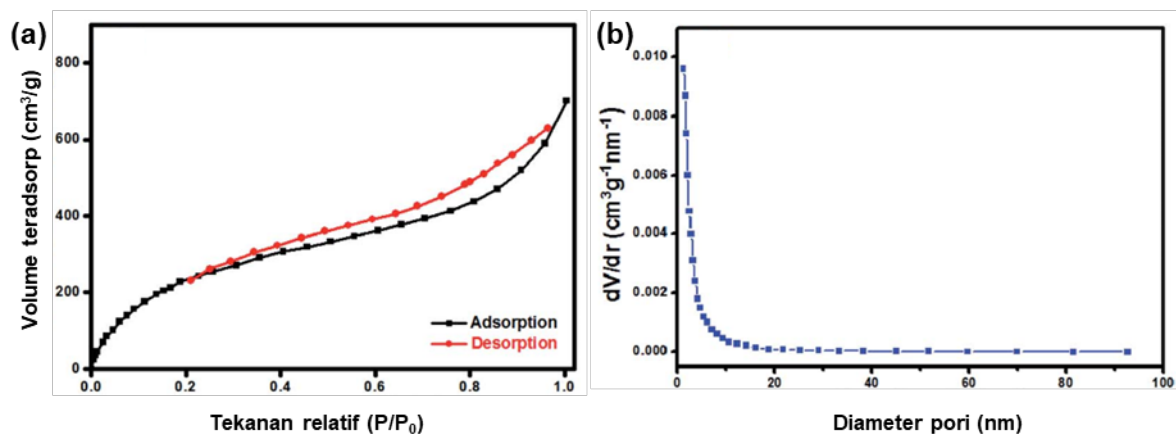 (a)
Volume teradsorp (cm³/g)
800
600
400
200
0
0.0 0.2 0.4 0.6 0.8 1.0
Adsorption
Desorption
Tekanan relatif (P/P₀)
(b)
dV/dr (cm³g⁻¹nm⁻¹)
0.010
0.008
0.006
0.004
0.002
0.000
0 20 40 60 80 100
Diameter pori (nm)